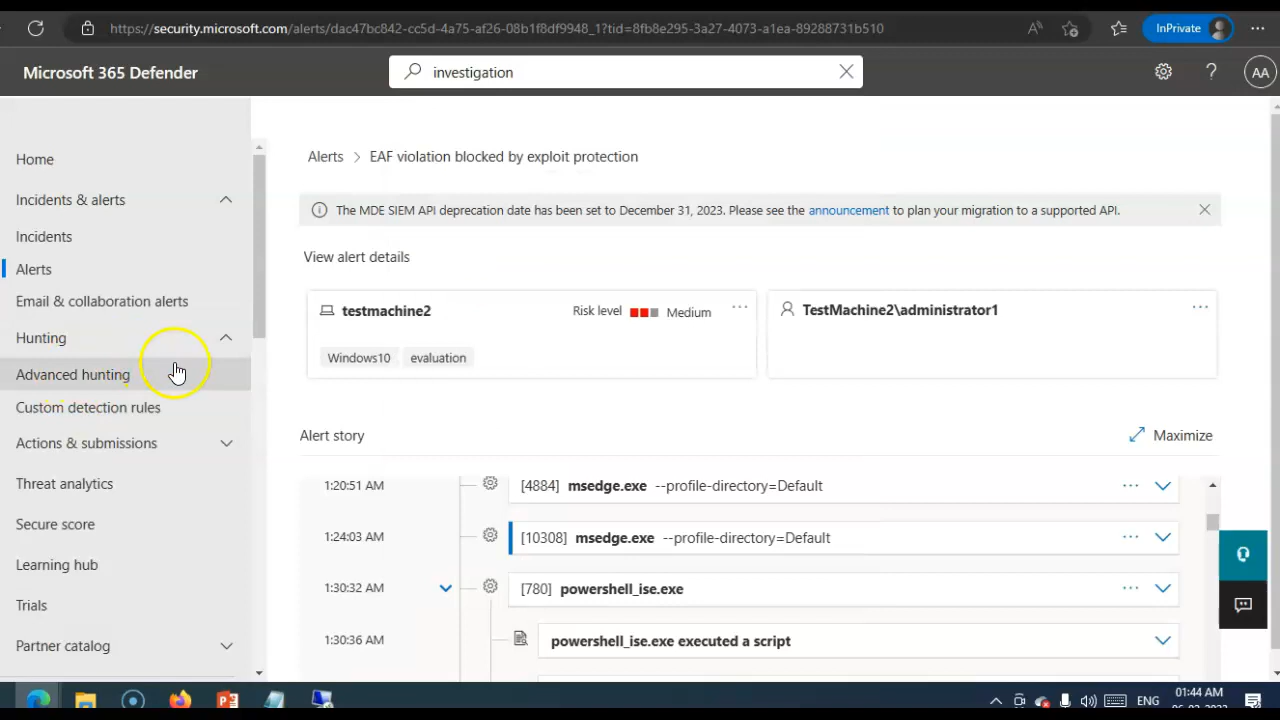 https://security.microsoft.com/alerts/dac47bc842-cc5d-4a75-af26-08b1f8df9948_1?tid=8fb8e295-3a27-4073-a1ea-89288731b510
InPrivate
Microsoft 365 Defender
investigation
AA
Home
Incidents & alerts
Incidents
Alerts
Email & collaboration alerts
Hunting
Advanced hunting
Custom detection rules
Actions & submissions
Threat analytics
Secure score
Learning hub
Trials
Partner catalog
Alerts > EAF violation blocked by exploit protection
The MDE SIEM API deprecation date has been set to December 31, 2023. Please see the announcement to plan your migration to a supported API.
View alert details
testmachine2 Risk level Medium
Windows10 evaluation
TestMachine2\administrator1
Alert story Maximize
1:20:51 AM [4884] msedge.exe --profile-directory=Default
1:24:03 AM [10308] msedge.exe --profile-directory=Default
1:30:32 AM [780] powershell_ise.exe
1:30:36 AM powershell_ise.exe executed a script
ENG
01:44 AM